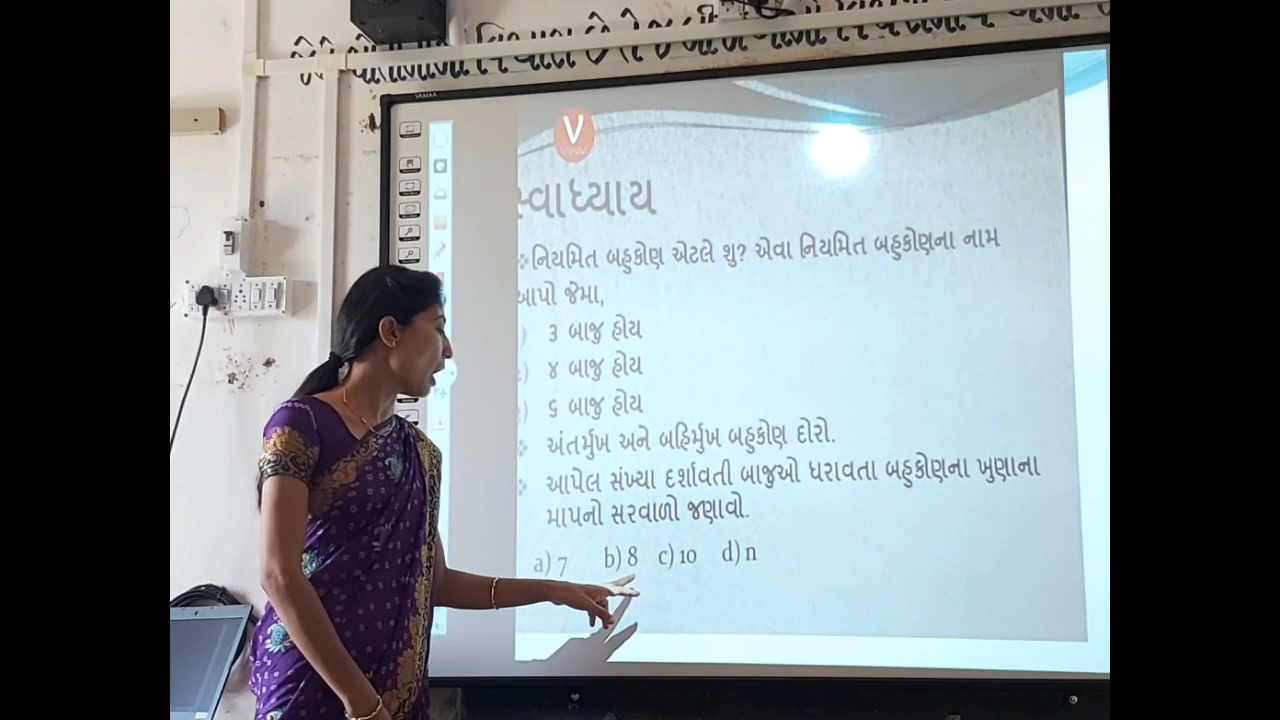 VAMAA
V
સ્વાધ્યાય
નિયમિત બહુકોણ એટલે શુ? એવા નિયમિત બહુકોણના નામ
આપો જેમા,
૩ બાજુ હોય
૪ બાજુ હોય
૬ બાજુ હોય
અંતર્મુખ અને બહિર્મુખ બહુકોણ દોરો.
આપેલ સંખ્યા દર્શાવતી બાજુઓ ધરાવતા બહુકોણના ખુણાના
માપનો સરવાળો જણાવો.
a) 7 b) 8 c) 10 d) n